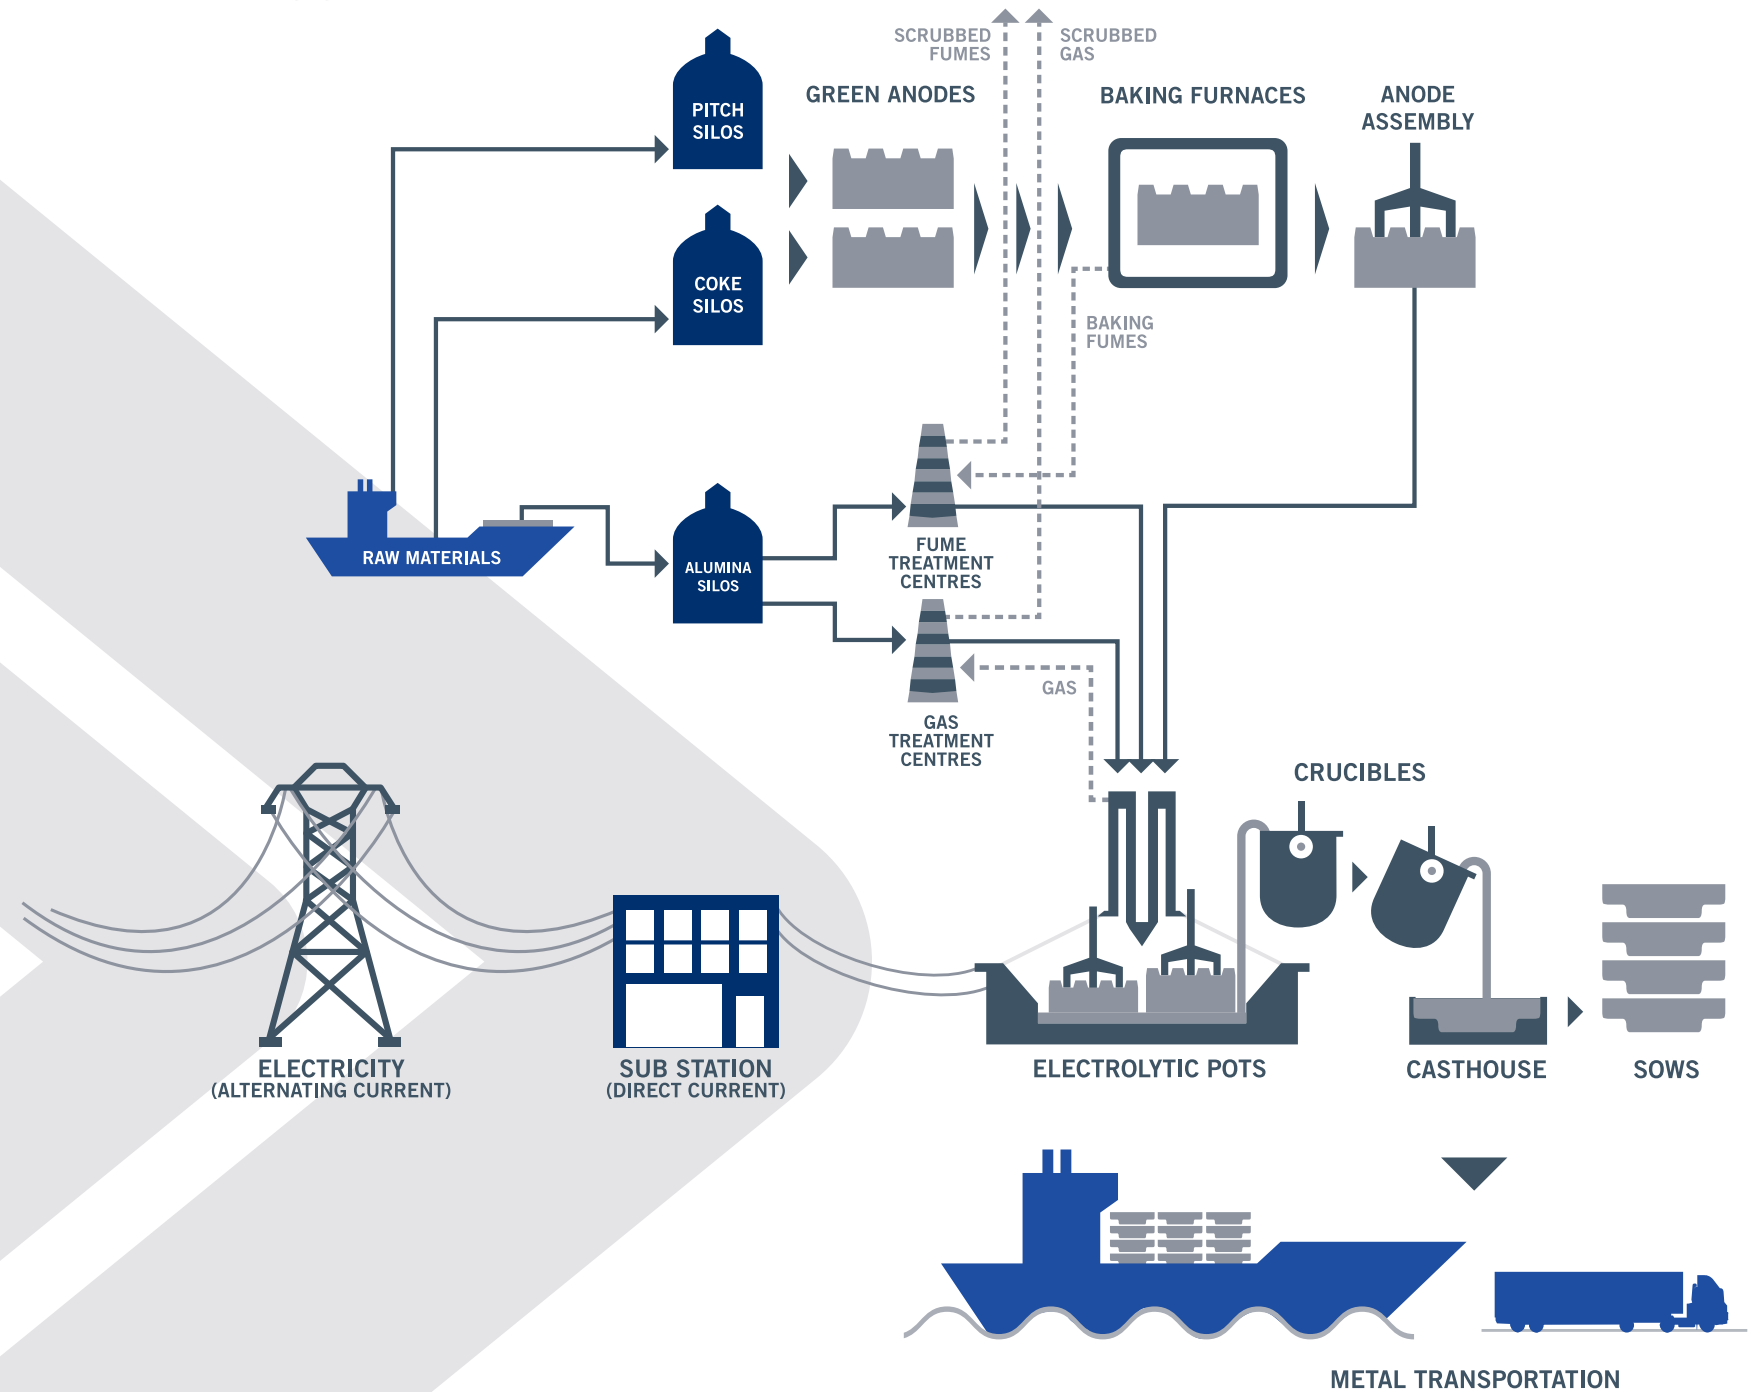 SCRUBBED
FUMES
SCRUBBED
GAS
PITCH
SILOS
GREEN ANODES
BAKING FURNACES
ANODE
ASSEMBLY
COKE
SILOS
BAKING
FUMES
RAW MATERIALS
ALUMINA
SILOS
FUME
TREATMENT
CENTRES
GAS
GAS
TREATMENT
CENTRES
CRUCIBLES
ELECTRICITY
(ALTERNATING CURRENT)
SUB STATION
(DIRECT CURRENT)
ELECTROLYTIC POTS
CASTHOUSE
SOWS
METAL TRANSPORTATION